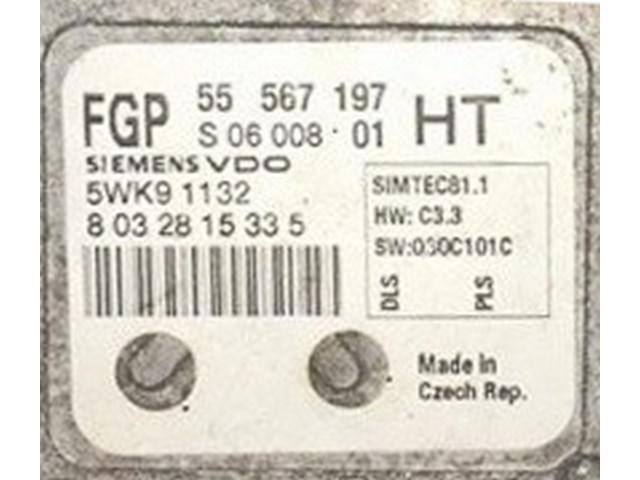 FGP 55 567 197 HT
S 06 008 01
SIEMENS VDO
5WK9 1132
8 03 28 15 33 5
SIMTEC81.1
HW: C3.3
SW:030C101C
DLS PLS
Made in
Czech Rep.